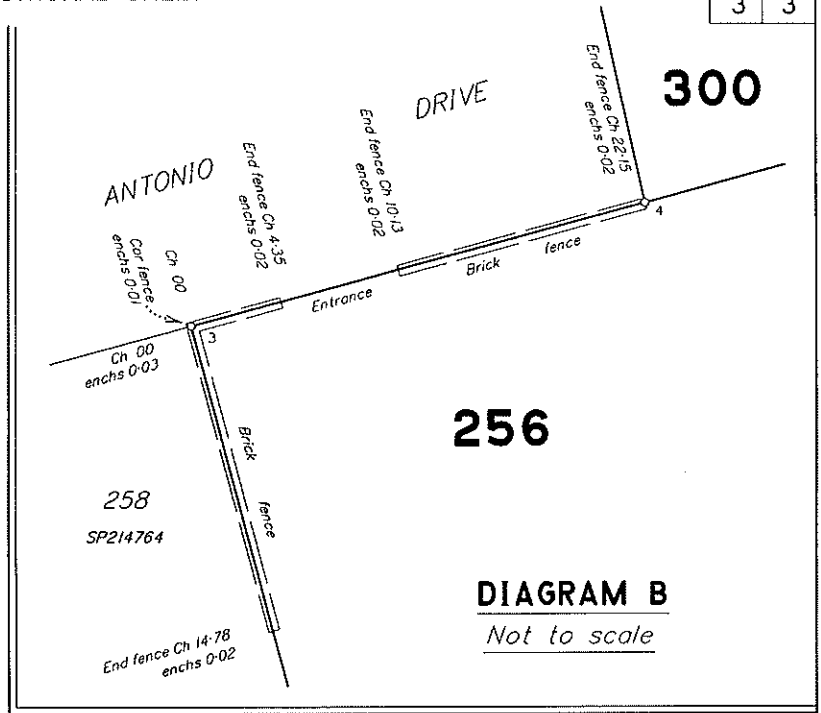 3 3
300
DRIVE
ANTONIO
End fence Ch 22·15
enchs 0·02
End fence Ch 10·13
enchs 0·02
End fence Ch 4·35
enchs 0·02
Cor fence
enchs 0·01
Ch 00
4
Brick fence
Entrance
3
Ch 00
enchs 0·03
256
Brick fence
258
SP214764
End fence Ch 14·78
enchs 0·02
DIAGRAM B
Not to scale